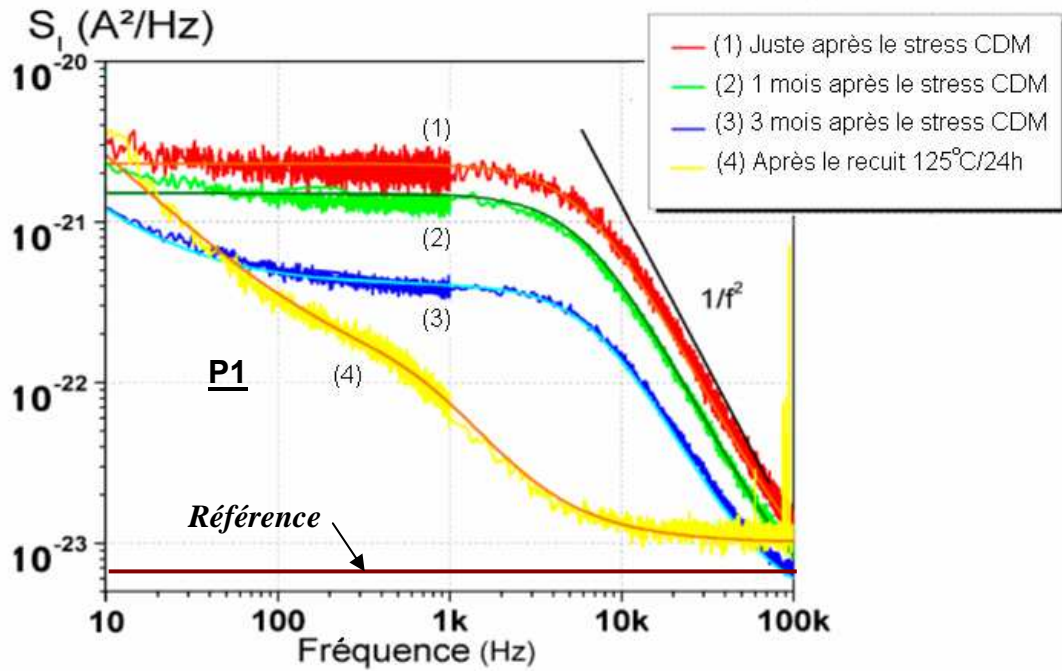 S_I (A²/Hz)
10⁻²⁰
10⁻²¹
10⁻²²
10⁻²³
(1) Juste après le stress CDM
(2) 1 mois après le stress CDM
(3) 3 mois après le stress CDM
(4) Après le recuit 125°C/24h
(1)
(2)
(3)
(4)
1/f²
P1
Référence
10
100
1k
10k
100k
Fréquence (Hz)